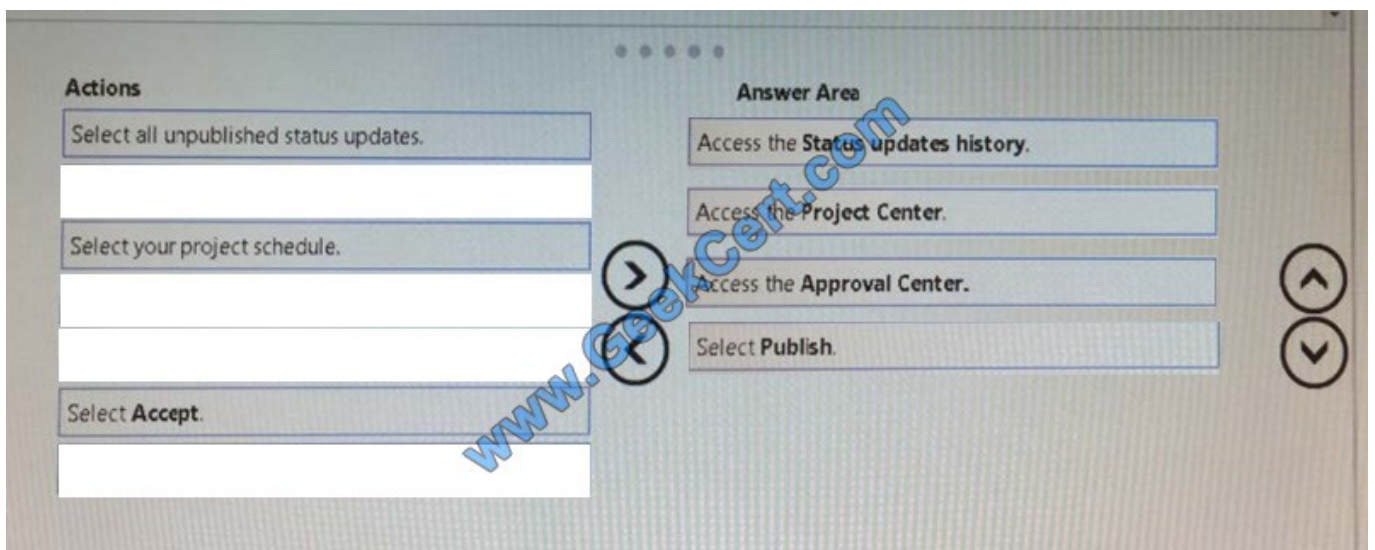 Actions
Select all unpublished status updates.
Select your project schedule.
Select Accept.
Answer Area
Access the Status updates history.
Access the Project Center.
Access the Approval Center.
Select Publish.
www.GeekCert.com